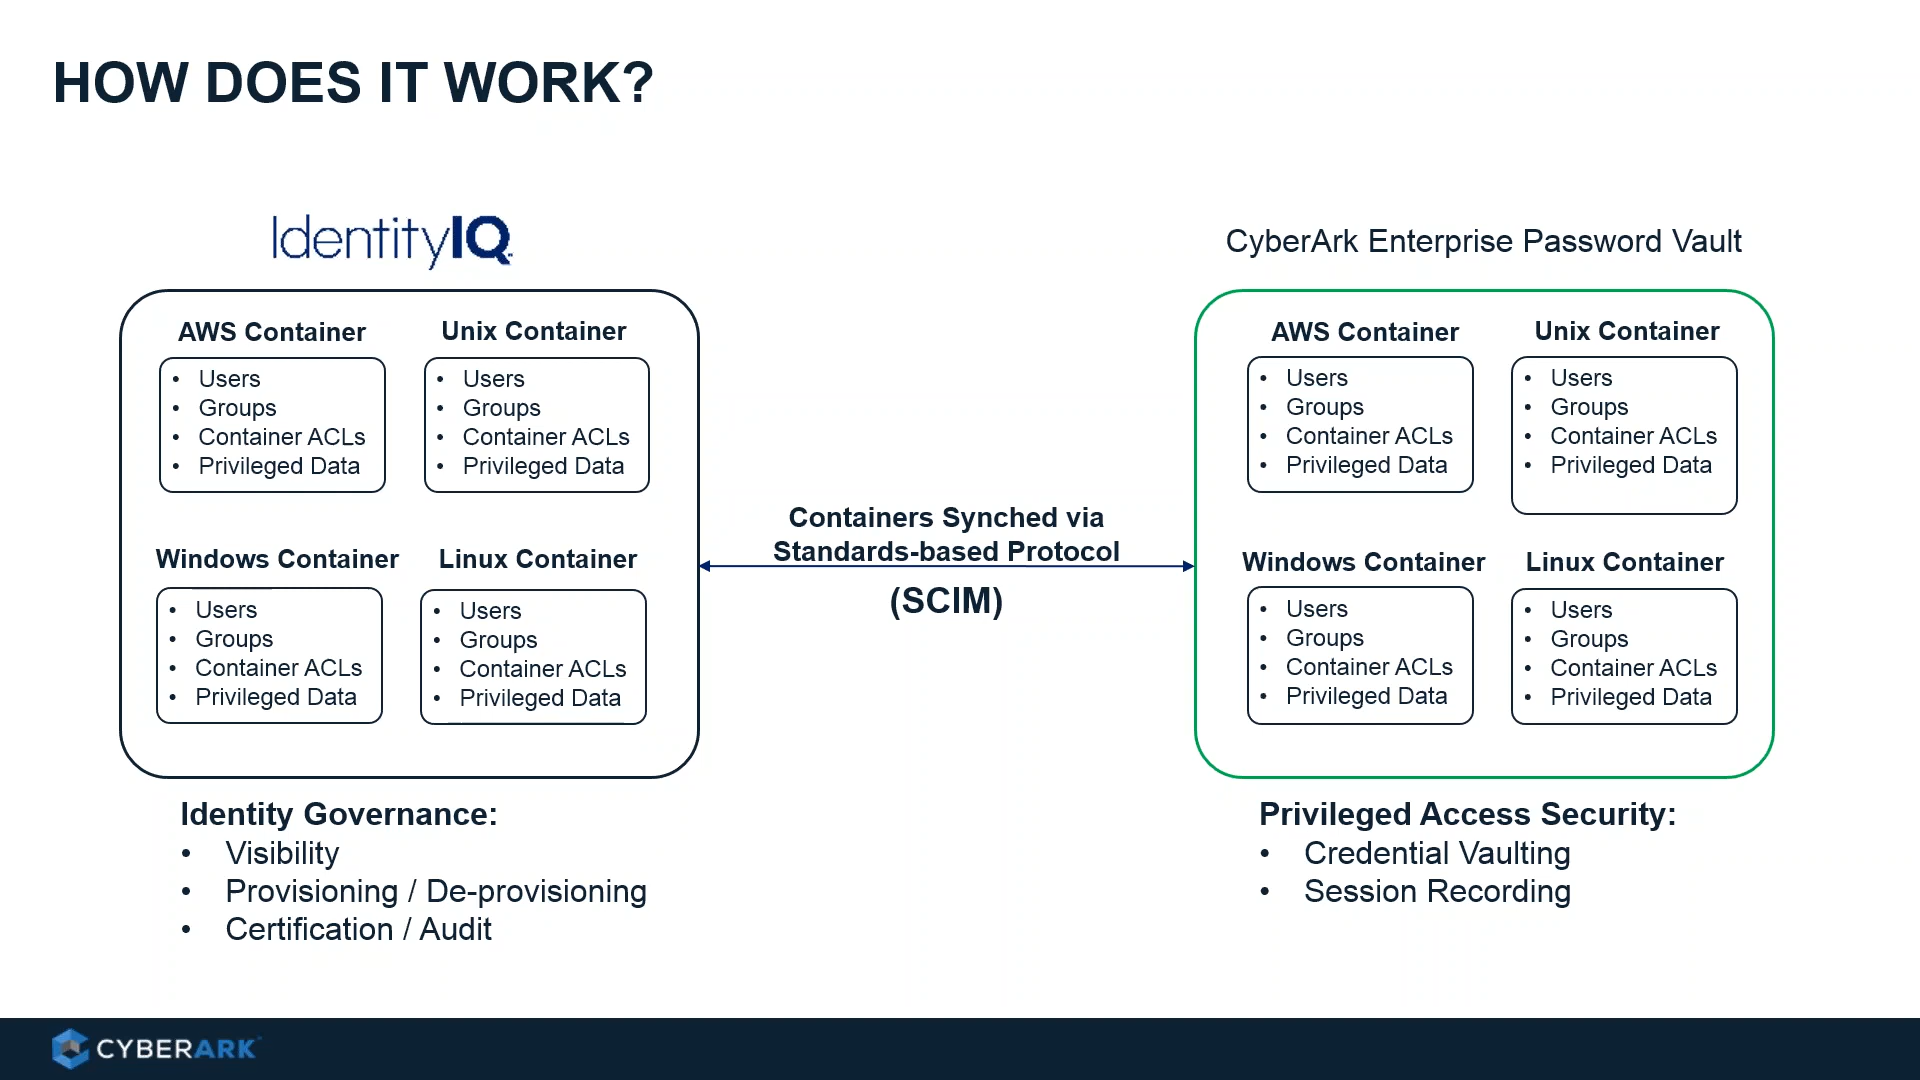 HOW DOES IT WORK?
IdentityIQ
AWS Container
• Users
• Groups
• Container ACLs
• Privileged Data
Unix Container
• Users
• Groups
• Container ACLs
• Privileged Data
Windows Container
• Users
• Groups
• Container ACLs
• Privileged Data
Linux Container
• Users
• Groups
• Container ACLs
• Privileged Data
Identity Governance:
• Visibility
• Provisioning / De-provisioning
• Certification / Audit
Containers Synched via
Standards-based Protocol
(SCIM)
CyberArk Enterprise Password Vault
AWS Container
• Users
• Groups
• Container ACLs
• Privileged Data
Unix Container
• Users
• Groups
• Container ACLs
• Privileged Data
Windows Container
• Users
• Groups
• Container ACLs
• Privileged Data
Linux Container
• Users
• Groups
• Container ACLs
• Privileged Data
Privileged Access Security:
• Credential Vaulting
• Session Recording
CYBERARK